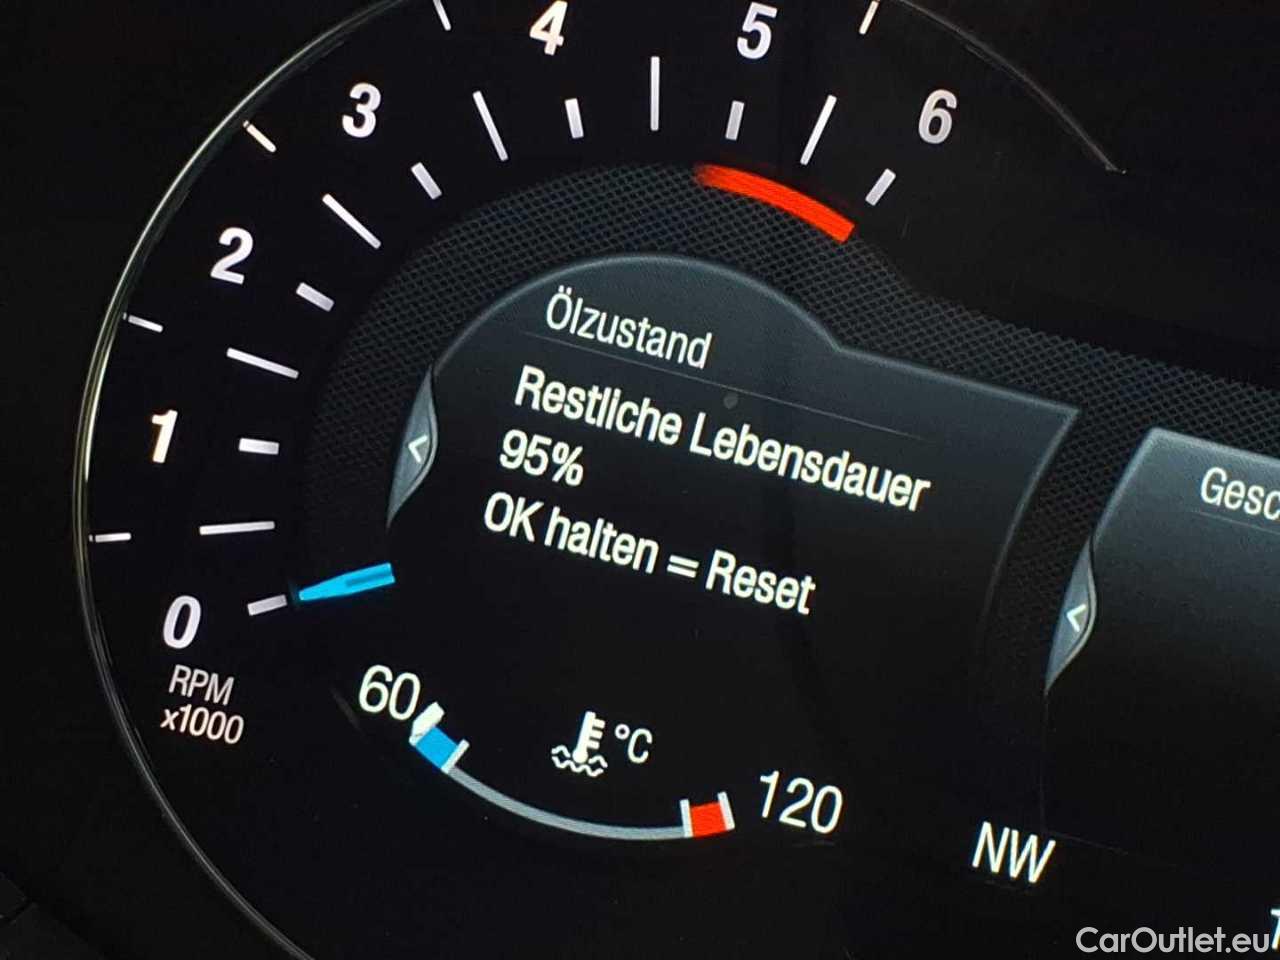 4
5
3
6
2
Ölzustand
Restliche Lebensdauer
95%
1
OK halten = Reset
0
RPM
x1000
60
°C
120
NW
CarOutlet.eu